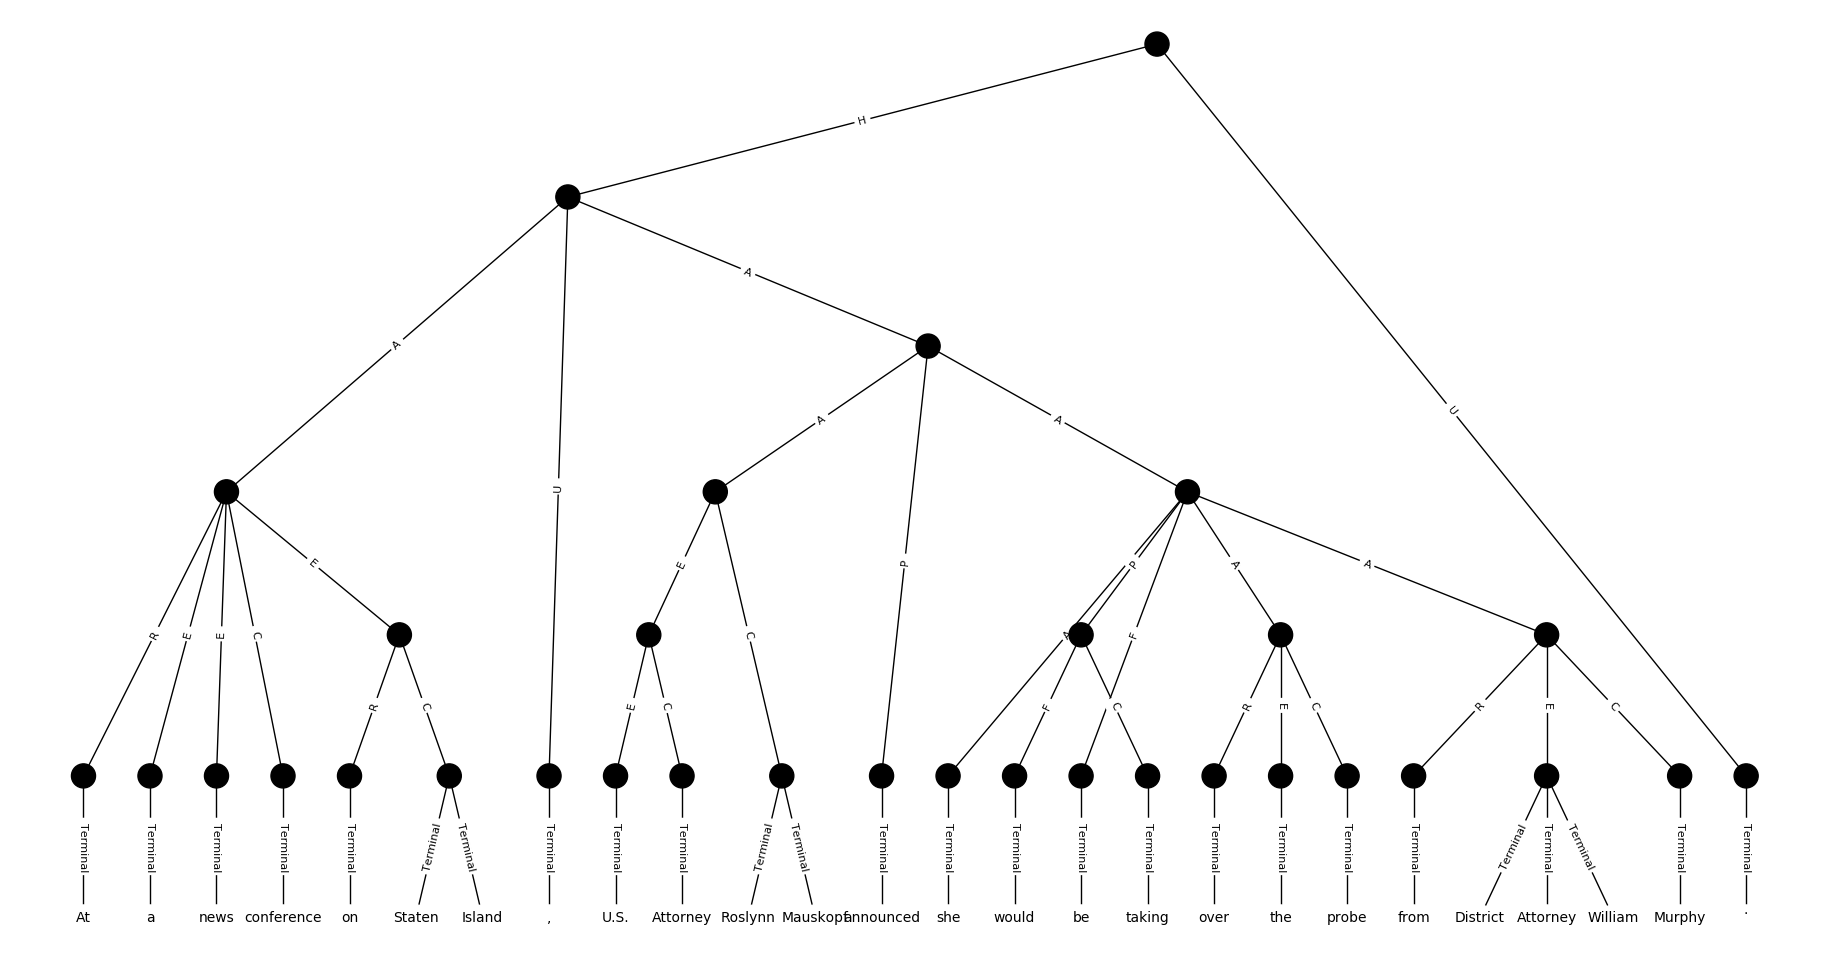 H
A
A
U
A
A
U
E
P
E
P
A
A
R
E
E
C
C
A
F
R
C
E
C
F
C
R
E
C
R
E
C
Terminal Terminal Terminal Terminal Terminal Terminal Terminal Terminal Terminal Terminal Terminal Terminal Terminal Terminal Terminal Terminal Terminal Terminal Terminal Terminal Terminal Terminal Terminal Terminal Terminal Terminal
At a news conference on Staten Island , U.S. Attorney Roslynn Mauskopf announced she would be taking over the probe from District Attorney William Murphy .